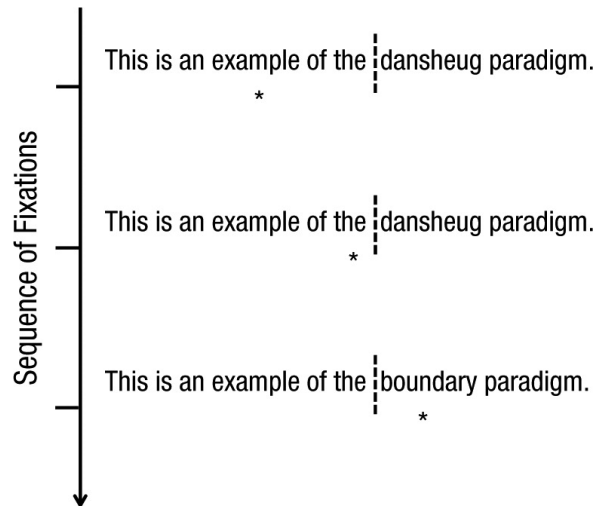 This is an example of the dansheug paradigm.
*
This is an example of the dansheug paradigm.
*
This is an example of the boundary paradigm.
*
Sequence of Fixations